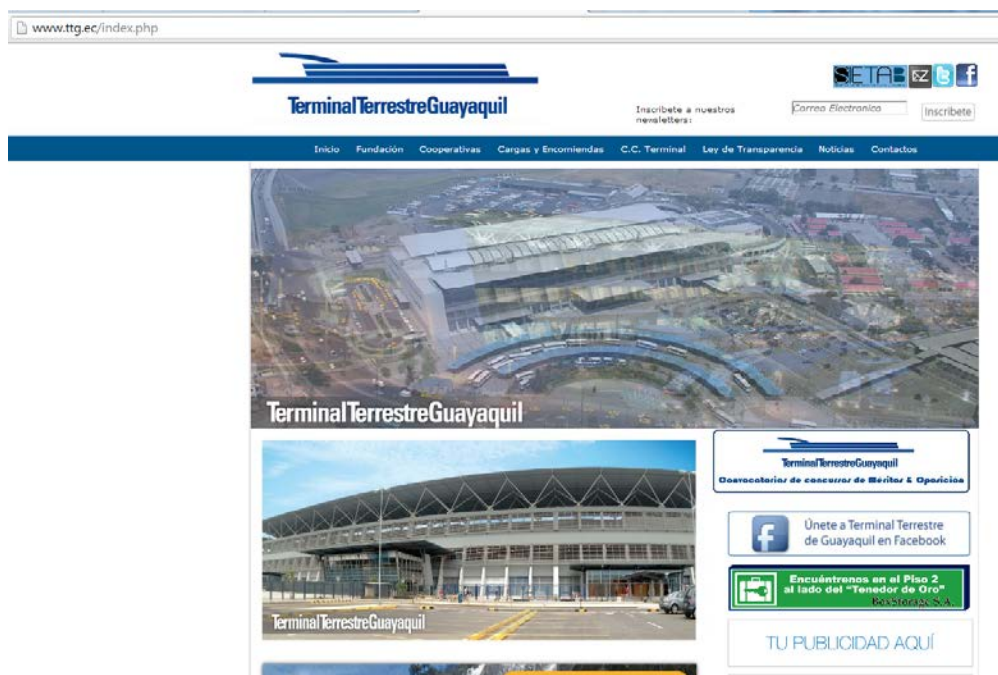 www.ttg.ec/index.php
SETAB
TerminalTerrestreGuayaquil
Inscribete a nuestros
newsletters:
Correo Electronico
Inscribete
Inicio Fundación Cooperativas Cargas y Encomiendas C.C. Terminal Ley de Transparencia Noticias Contactos
TerminalTerrestreGuayaquil
TerminalTerrestreGuayaquil
Convocatorias de concursos de Méritos & Oposición
Únete a Terminal Terrestre
de Guayaquil en Facebook
Encuéntrenos en el Piso 2
al lado del "Tenedor de Oro"
BoxStorage S.A.
TerminalTerrestreGuayaquil
TU PUBLICIDAD AQUÍ